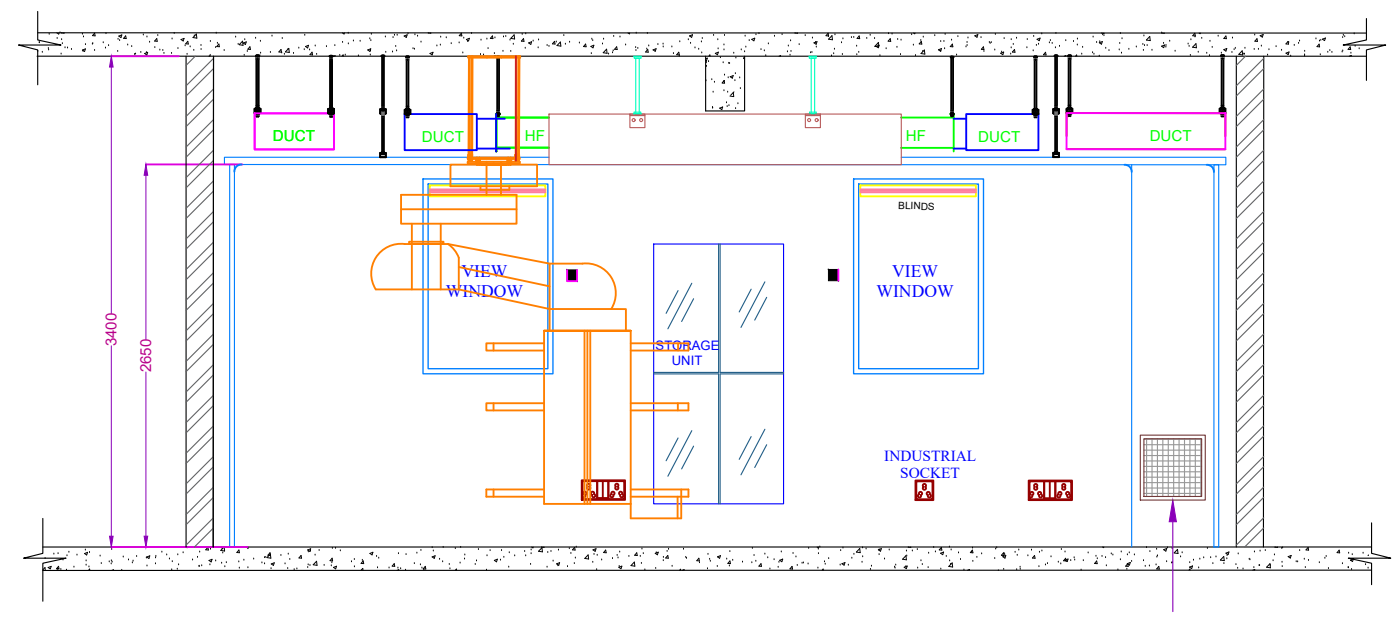 DUCT
DUCT
HF
HF
DUCT
DUCT
BLINDS
VIEW
WINDOW
VIEW
WINDOW
3400
2650
STORAGE
UNIT
INDUSTRIAL
SOCKET